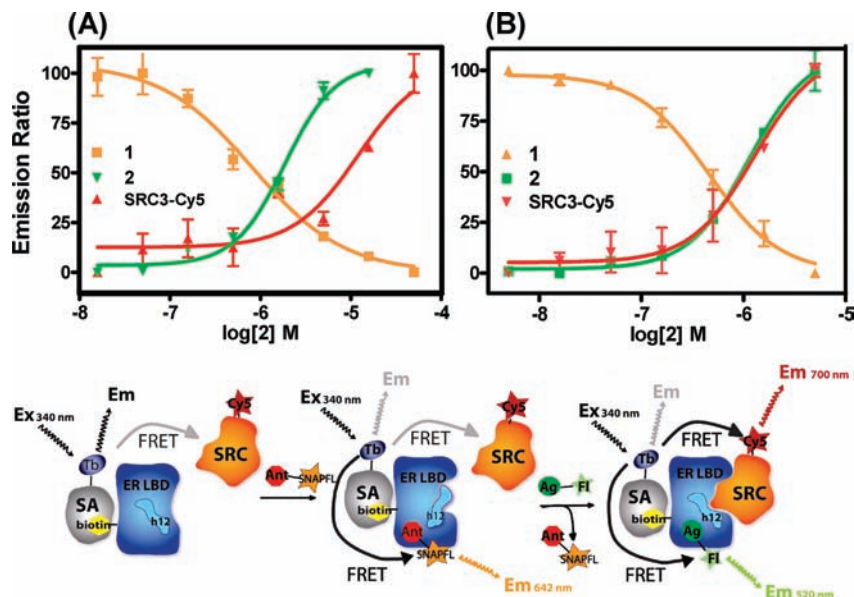 (A)
(B)
Emission Ratio
100
75
50
25
0
1
2
SRC3-Cy5
-8
-7
-6
-5
-4
log[2] M
100
75
50
25
0
1
2
SRC3-Cy5
-8
-7
-6
-5
log[2] M
Ex 340 nm
Em
Tb
SA
biotin
ER LBD
h12
FRET
Cy5
SRC
Ant
SNAPFL
Ex 340 nm
Em
Tb
SA
biotin
ER LBD
h12
Ant
SNAPFL
FRET
FRET
Cy5
SRC
Em 642 nm
Ag
Fl
Ant
SNAPFL
Ex 340 nm
Em
Tb
SA
biotin
ER LBD
h12
Ag
Fl
FRET
FRET
Cy5
SRC
Em 700 nm
Em 520 nm